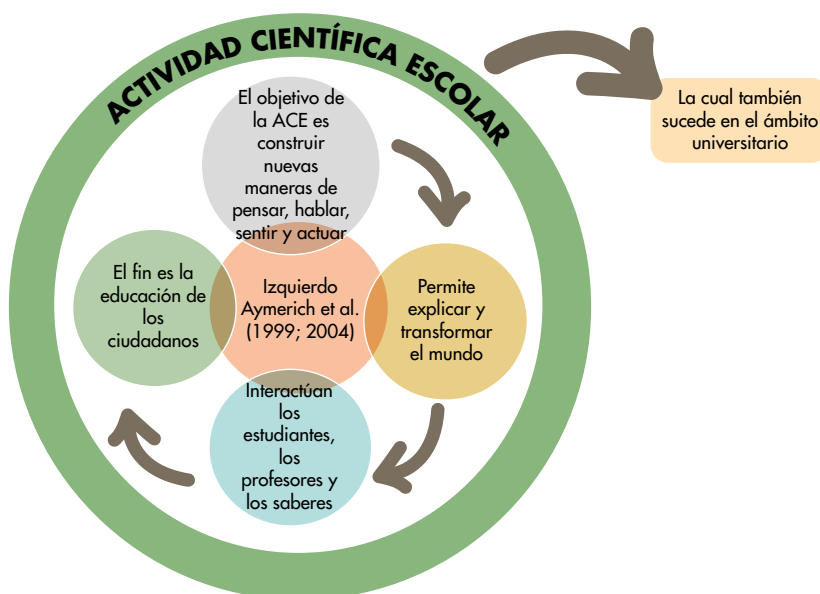 ACTIVIDAD CIENTÍFICA ESCOLAR
La cual también
sucede en el ámbito
universitario
El objetivo de
la ACE es
construir
nuevas
maneras de
pensar, hablar,
sentir y actuar
El fin es la
educación de
los
ciudadanos
Izquierdo
Aymerich et al.
(1999; 2004)
Permite
explicar y
transformar
el mundo
Interactúan
los
estudiantes,
los
profesores y
los saberes